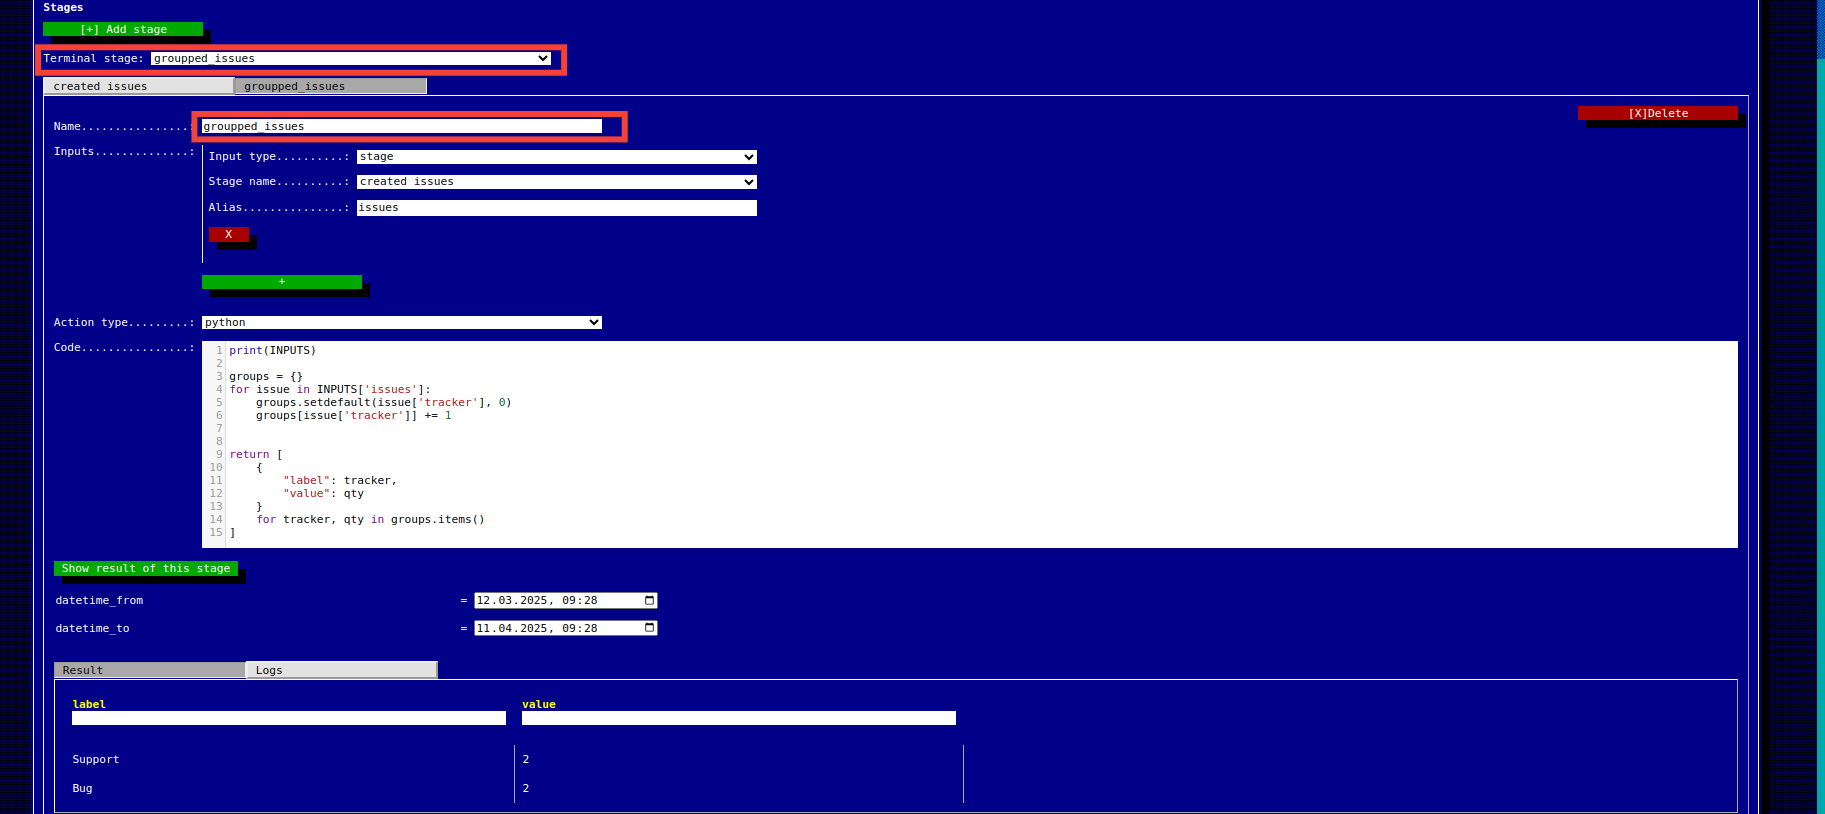 Stages
[+] Add stage
Terminal stage: groupped_issues
created issues groupped_issues
[X]Delete
Name................: groupped_issues
Inputs..............:
Input type..........: stage
Stage name..........: created issues
Alias...............: issues
X
+
Action type.........: python
Code................:
1 print(INPUTS)
2
3 groups = {}
4 for issue in INPUTS['issues']:
5     groups.setdefault(issue['tracker'], 0)
6     groups[issue['tracker']] += 1
7
8
9 return [
10     {
11         "label": tracker,
12         "value": qty
13     }
14     for tracker, qty in groups.items()
15 ]
Show result of this stage
datetime_from = 12.03.2025, 09:28
datetime_to = 11.04.2025, 09:28
Result Logs
label value
Support 2
Bug 2